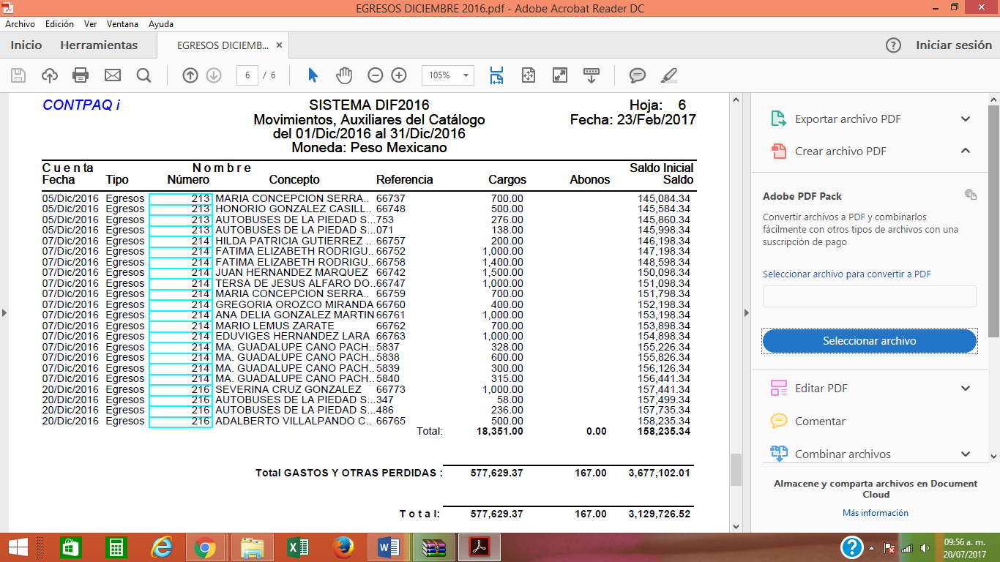 EGRESOS DICIEMBRE 2016.pdf - Adobe Acrobat Reader DC
Archivo Edición Ver Ventana Ayuda
Inicio Herramientas EGRESOS DICIEMB... × Iniciar sesión
6 / 6 105%
CONTPAQ i SISTEMA DIF2016 Hoja: 6
Movimientos, Auxiliares del Catálogo Fecha: 23/Feb/2017
del 01/Dic/2016 al 31/Dic/2016
Moneda: Peso Mexicano
C u e n t a N o m b r e Saldo Inicial
Fecha Tipo Número Concepto Referencia Cargos Abonos Saldo
05/Dic/2016 Egresos 213 MARIA CONCEPCION SERRA.. 66737 700.00 145,084.34
05/Dic/2016 Egresos 213 HONORIO GONZALEZ CASILL.. 66748 500.00 145,584.34
05/Dic/2016 Egresos 213 AUTOBUSES DE LA PIEDAD S...753 276.00 145,860.34
05/Dic/2016 Egresos 213 AUTOBUSES DE LA PIEDAD S...071 138.00 145,998.34
07/Dic/2016 Egresos 214 HILDA PATRICIA GUTIERREZ .. 66757 200.00 146,198.34
07/Dic/2016 Egresos 214 FATIMA ELIZABETH RODRIGU.. 66752 1,000.00 147,198.34
07/Dic/2016 Egresos 214 FATIMA ELIZABETH RODRIGU.. 66758 1,400.00 148,598.34
07/Dic/2016 Egresos 214 JUAN HERNANDEZ MARQUEZ 66742 1,500.00 150,098.34
07/Dic/2016 Egresos 214 TERSA DE JESUS ALFARO DO.. 66747 1,000.00 151,098.34
07/Dic/2016 Egresos 214 MARIA CONCEPCION SERRA.. 66759 700.00 151,798.34
07/Dic/2016 Egresos 214 GREGORIA OROZCO MIRANDA 66760 400.00 152,198.34
07/Dic/2016 Egresos 214 ANA DELIA GONZALEZ MARTIN 66761 1,000.00 153,198.34
07/Dic/2016 Egresos 214 MARIO LEMUS ZARATE 66762 700.00 153,898.34
07/Dic/2016 Egresos 214 EDUVIGES HERNANDEZ LARA 66763 1,000.00 154,898.34
07/Dic/2016 Egresos 214 MA. GUADALUPE CANO PACH.. 5837 328.00 155,226.34
07/Dic/2016 Egresos 214 MA. GUADALUPE CANO PACH.. 5838 600.00 155,826.34
07/Dic/2016 Egresos 214 MA. GUADALUPE CANO PACH.. 5839 300.00 156,126.34
07/Dic/2016 Egresos 214 MA. GUADALUPE CANO PACH.. 5840 315.00 156,441.34
20/Dic/2016 Egresos 216 SEVERINA CRUZ GONZALEZ 66773 1,000.00 157,441.34
20/Dic/2016 Egresos 216 AUTOBUSES DE LA PIEDAD S...347 58.00 157,499.34
20/Dic/2016 Egresos 216 AUTOBUSES DE LA PIEDAD S...486 236.00 157,735.34
20/Dic/2016 Egresos 216 ADALBERTO VILLALPANDO C.. 66765 500.00 158,235.34
Total: 18,351.00 0.00 158,235.34
Total GASTOS Y OTRAS PERDIDAS : 577,629.37 167.00 3,677,102.01
T o t a l: 577,629.37 167.00 3,129,726.52
Exportar archivo PDF
Crear archivo PDF
Adobe PDF Pack
Convertir archivos a PDF y combinarlos
fácilmente con otros tipos de archivos con una
suscripción de pago
Seleccionar archivo para convertir a PDF
Seleccionar archivo
Editar PDF
Comentar
Combinar archivos
Almacene y comparta archivos en Document
Cloud
Más información
09:56 a. m.
20/07/2017